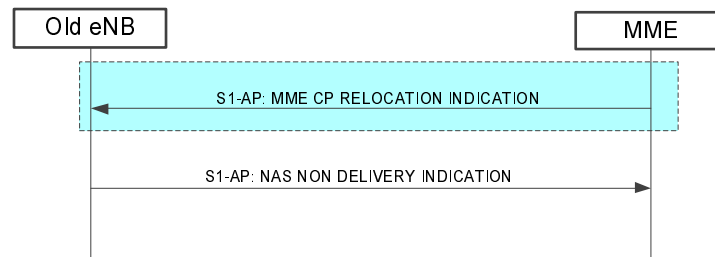 Old eNB
MME
S1-AP: MME CP RELOCATION INDICATION
S1-AP: NAS NON DELIVERY INDICATION